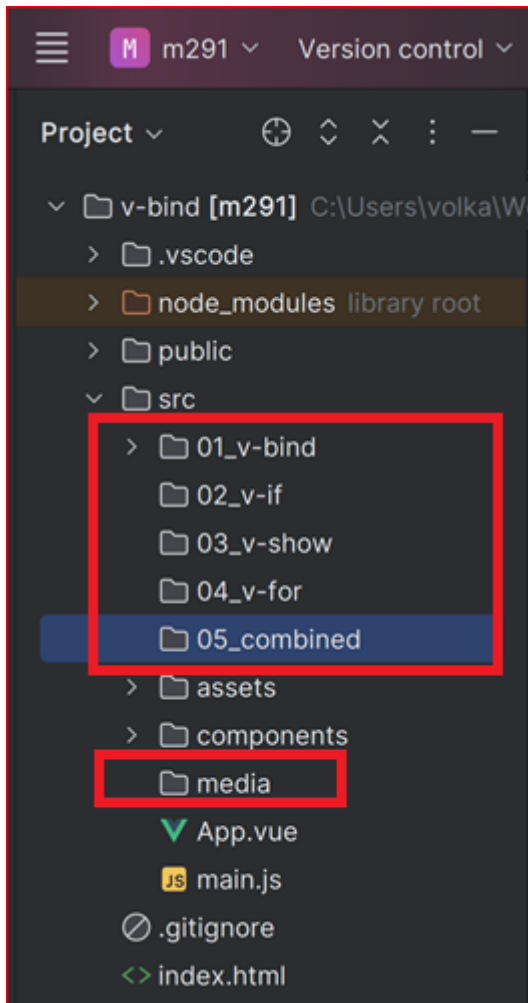 M m291 Version control
Project
v-bind [m291] C:\Users\volka\W
.vscode
node_modules library root
public
src
01_v-bind
02_v-if
03_v-show
04_v-for
05_combined
assets
components
media
App.vue
JS main.js
.gitignore
<> index.html